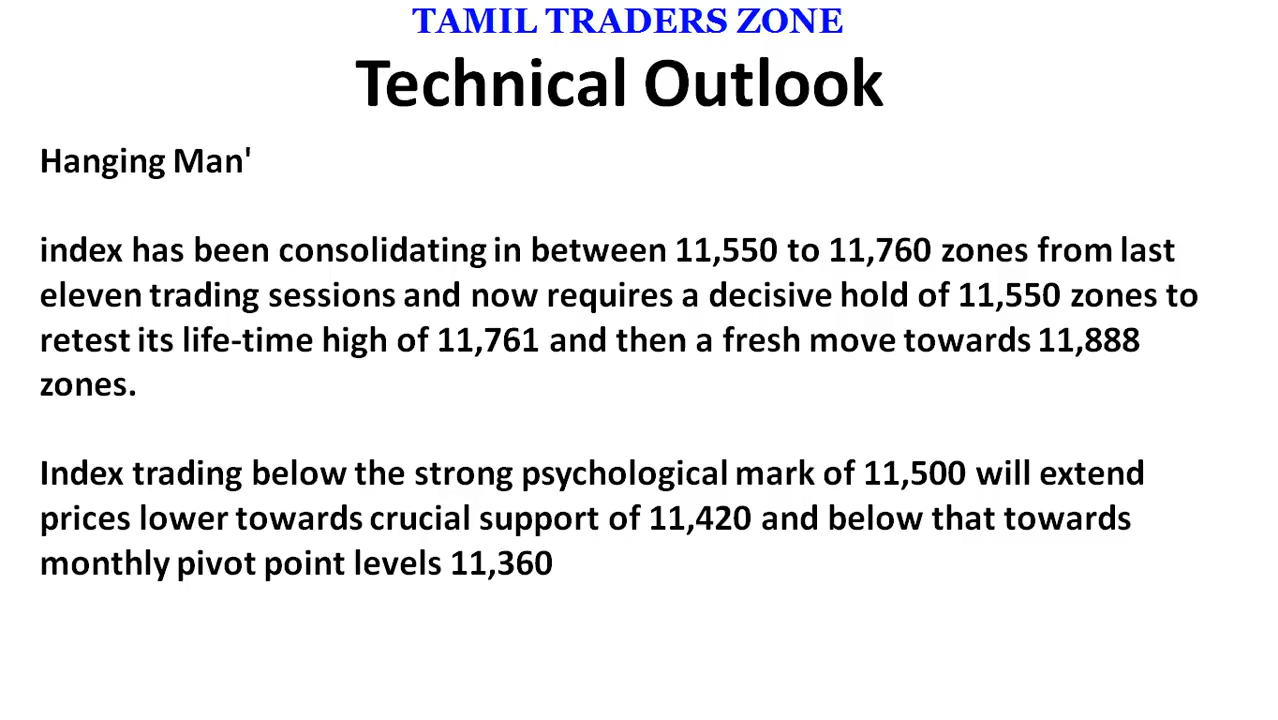 TAMIL TRADERS ZONE
Technical Outlook
Hanging Man'
index has been consolidating in between 11,550 to 11,760 zones from last
eleven trading sessions and now requires a decisive hold of 11,550 zones to
retest its life-time high of 11,761 and then a fresh move towards 11,888
zones.
Index trading below the strong psychological mark of 11,500 will extend
prices lower towards crucial support of 11,420 and below that towards
monthly pivot point levels 11,360